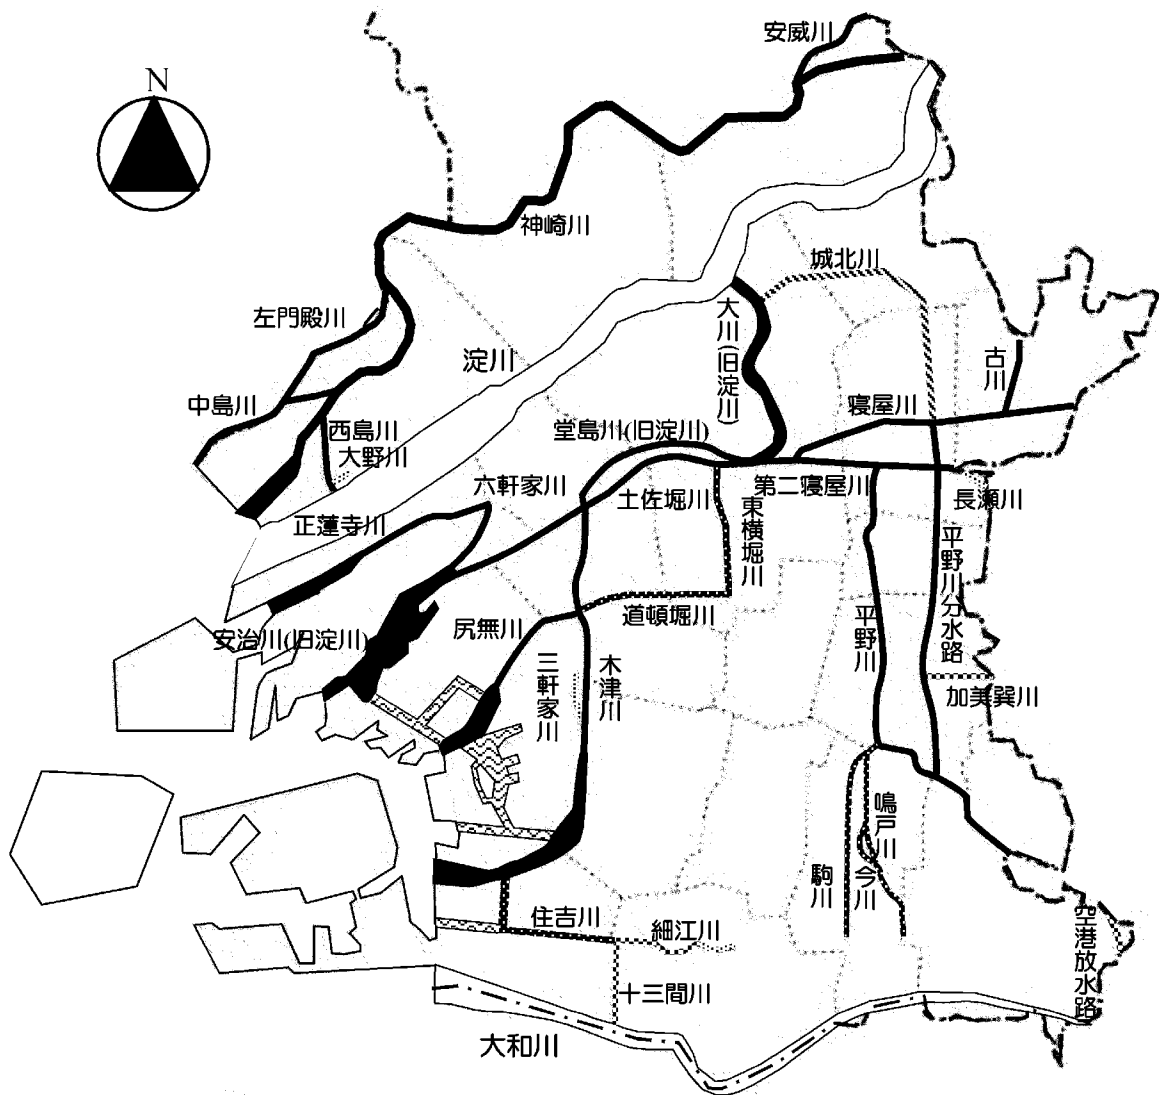 安威川
N
神崎川
城北川
左門殿川
大川(旧淀川)
淀川
古川
中島川
寝屋川
西島川
大野川
堂島川(旧淀川)
六軒家川
土佐堀川
第二寝屋川
長瀬川
正蓮寺川
東横堀川
平野川分水路
道頓堀川
尻無川
安治川(旧淀川)
平野川
三軒家川
木津川
加美巽川
鳴戸川
駒川
今川
住吉川
細江川
空港放水路
十三間川
大和川